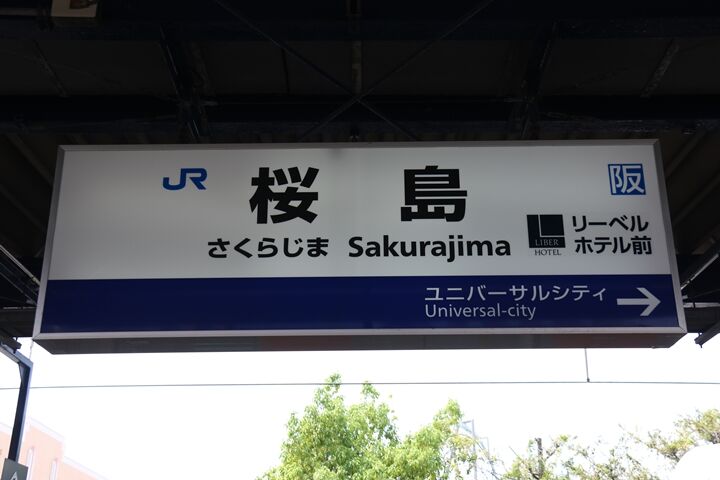 JR 桜島 阪
さくらじま Sakurajima
LIBER
HOTEL
リーベル
ホテル前
ユニバーサルシティ
Universal-city